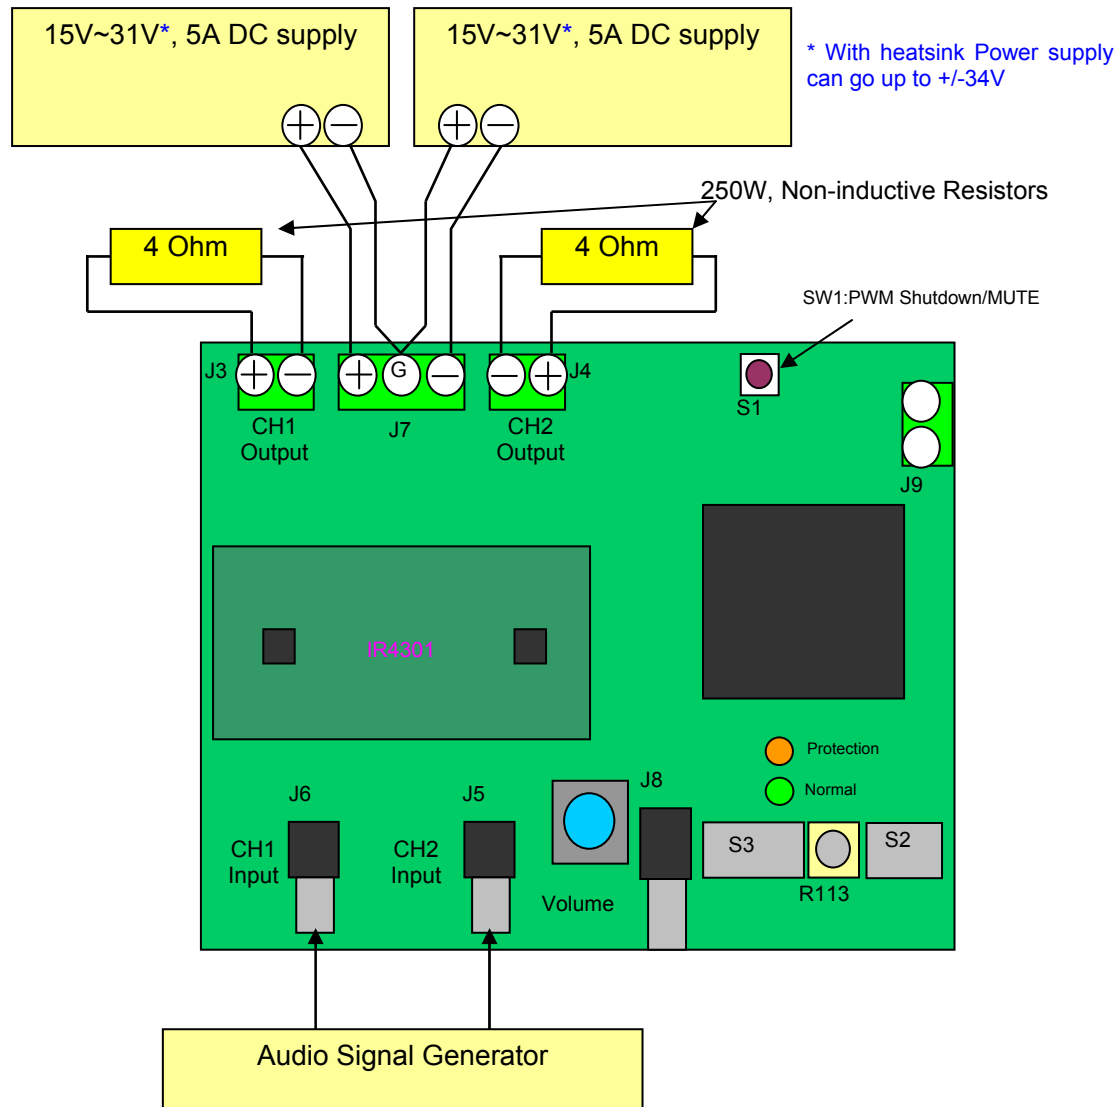 15V~31V*, 5A DC supply
15V~31V*, 5A DC supply
* With heatsink Power supply
can go up to +/-34V
250W, Non-inductive Resistors
4 Ohm
4 Ohm
SW1:PWM Shutdown/MUTE
J3
G
J4
S1
CH1
Output
J7
CH2
Output
J9
IR4301
Protection
Normal
J6
J5
J8
CH1
Input
CH2
Input
S3
S2
R113
Volume
Audio Signal Generator